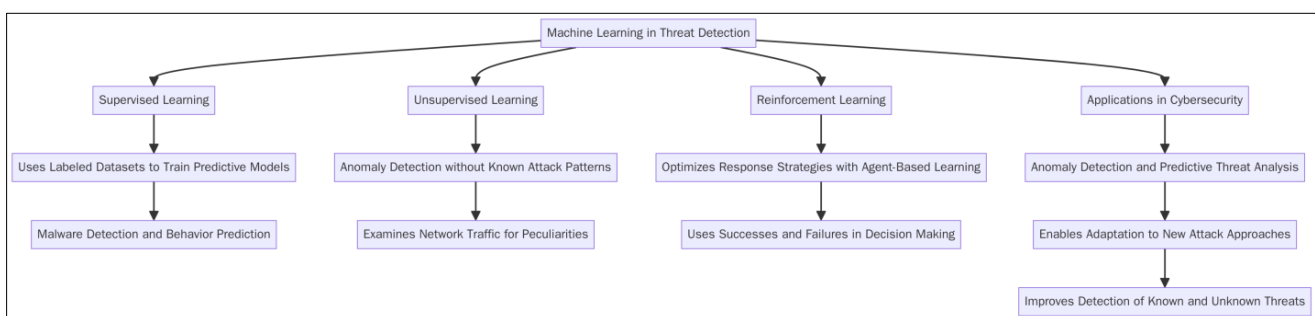 Machine Learning in Threat Detection
Supervised Learning
Unsupervised Learning
Reinforcement Learning
Applications in Cybersecurity
Uses Labeled Datasets to Train Predictive Models
Anomaly Detection without Known Attack Patterns
Optimizes Response Strategies with Agent-Based Learning
Anomaly Detection and Predictive Threat Analysis
Malware Detection and Behavior Prediction
Examines Network Traffic for Peculiarities
Uses Successes and Failures in Decision Making
Enables Adaptation to New Attack Approaches
Improves Detection of Known and Unknown Threats